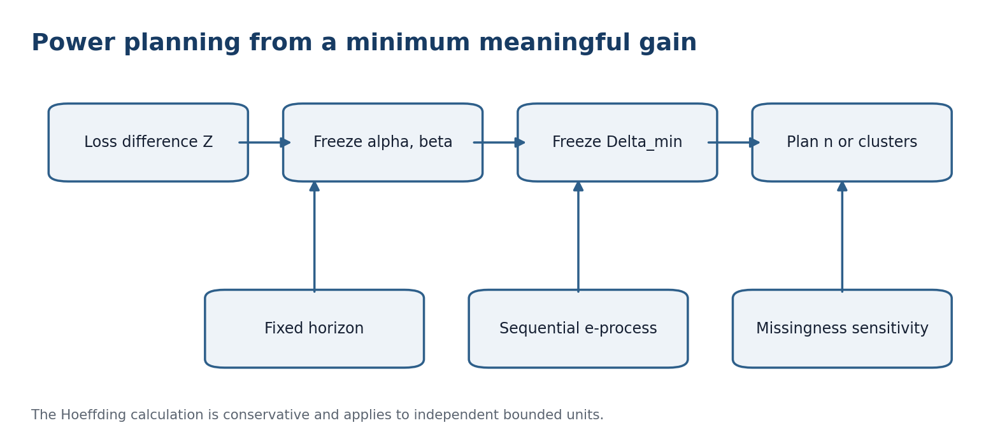 Power planning from a minimum meaningful gain
Loss difference Z
Freeze alpha, beta
Freeze Delta_min
Plan n or clusters
Fixed horizon
Sequential e-process
Missingness sensitivity
The Hoeffding calculation is conservative and applies to independent bounded units.